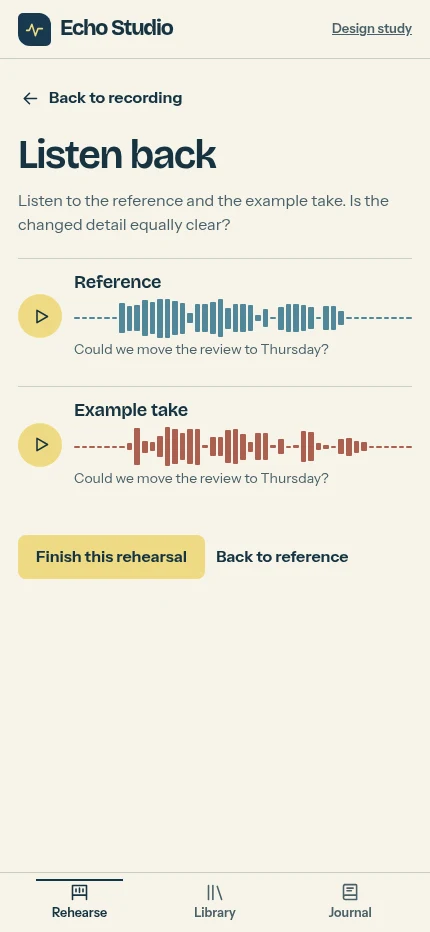 Echo Studio
Design study
Back to recording
Listen back
Listen to the reference and the example take. Is the
changed detail equally clear?
Reference
Could we move the review to Thursday?
Example take
Could we move the review to Thursday?
Finish this rehearsal
Back to reference
Rehearse
Library
Journal